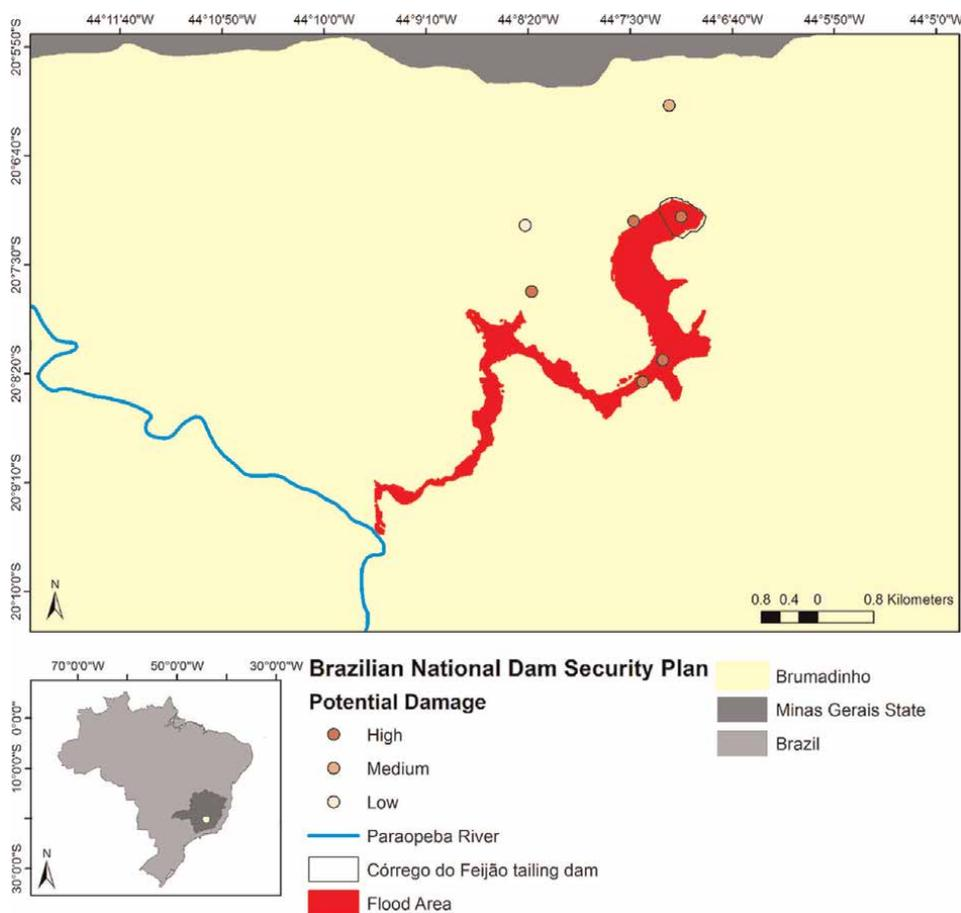 44°11'40"W 44°10'50"W 44°10'0"W 44°9'10"W 44°8'20"W 44°7'30"W 44°6'40"W 44°5'50"W 44°5'0"W
20°5'50"S
20°6'40"S
20°7'30"S
20°8'20"S
20°9'10"S
20°10'0"S
N
0.8 0.4 0 0.8 Kilometers
70°0'0"W 50°0'0"W 30°0'0"W
0°0'0"
10°0'0"S
30°0'0"S
N
Brazilian National Dam Security Plan
Potential Damage
High
Medium
Low
Paraopeba River
Córrego do Feijão tailing dam
Flood Area
Brumadinho
Minas Gerais State
Brazil